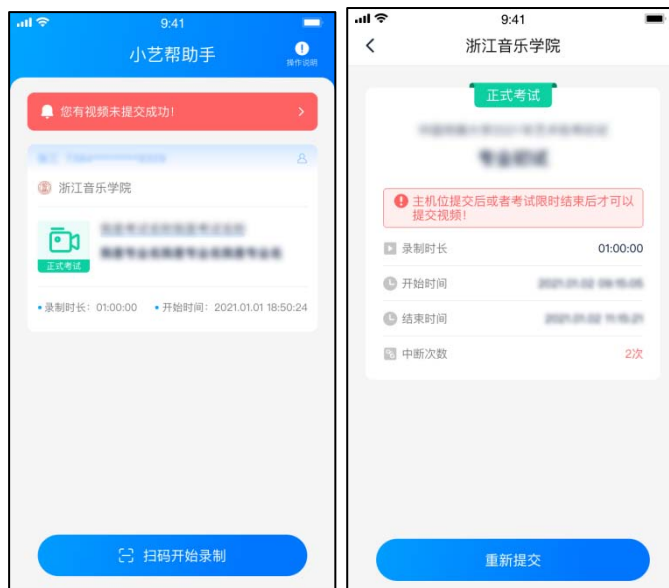 9:41
小艺帮助手
操作说明
您有视频未提交成功!
浙江音乐学院
正式考试
•录制时长: 01:00:00
•开始时间: 2021.01.01 18:50:24
扫码开始录制
9:41
浙江音乐学院
正式考试
主机位提交后或者考试限时结束后才可以
提交视频!
录制时长
01:00:00
开始时间
结束时间
中断次数
2次
重新提交